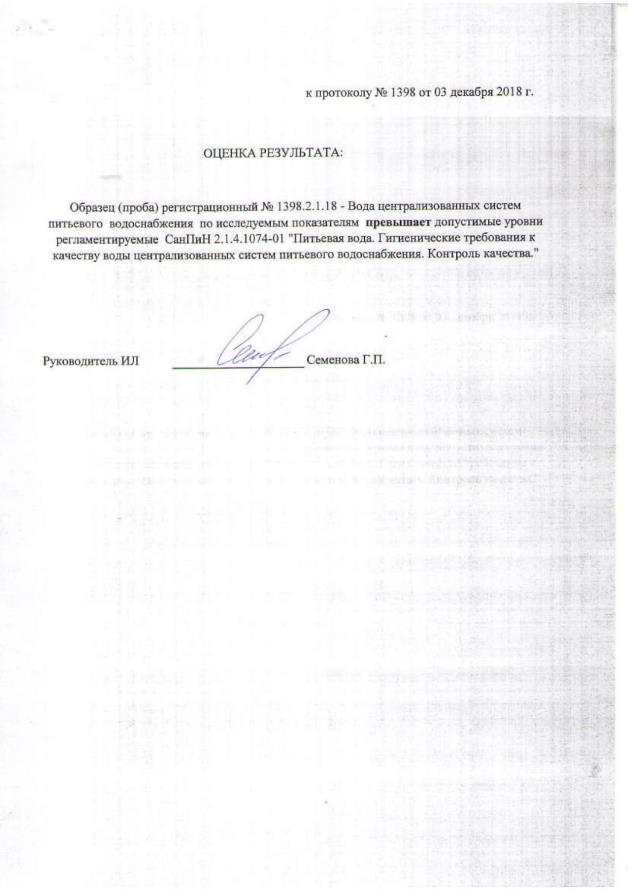 к протоколу № 1398 от 03 декабря 2018 г.
ОЦЕНКА РЕЗУЛЬТАТА:
Образец (проба) регистрационный № 1398.2.1.18 - Вода централизованных систем
питьевого водоснабжения по исследуемым показателям превышает допустимые уровни
регламентируемые СанПиН 2.1.4.1074-01 "Питьевая вода. Гигиенические требования к
качеству воды централизованных систем питьевого водоснабжения. Контроль качества."
Руководитель ИЛ Семенова Г.П.